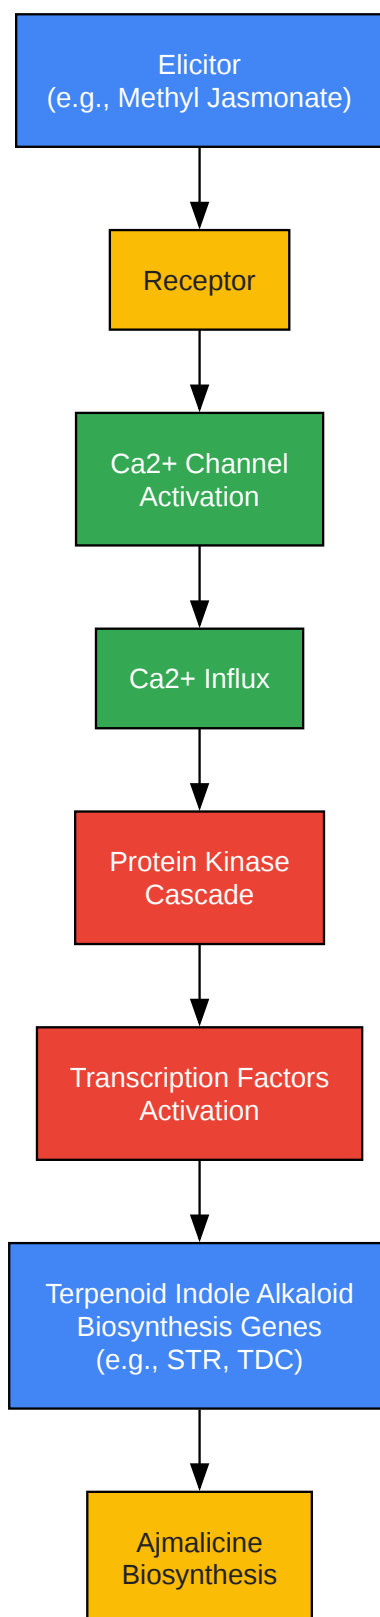 Elicitor
(e.g., Methyl Jasmonate)
Receptor
Ca2+ Channel
Activation
Ca2+ Influx
Protein Kinase
Cascade
Transcription Factors
Activation
Terpenoid Indole Alkaloid
Biosynthesis Genes
(e.g., STR, TDC)
Ajmalicine
Biosynthesis